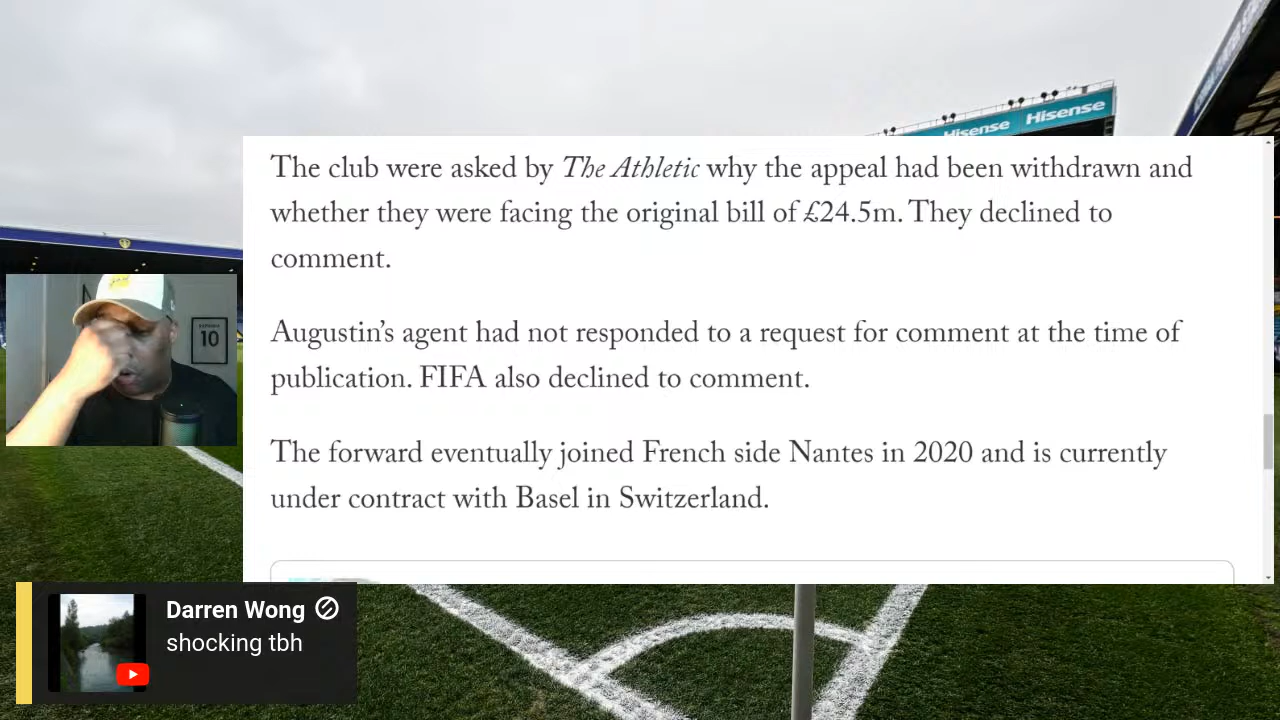 Hisense
Hisense
The club were asked by The Athletic why the appeal had been withdrawn and
whether they were facing the original bill of £24.5m. They declined to
comment.
10
Augustin's agent had not responded to a request for comment at the time of
publication. FIFA also declined to comment.
The forward eventually joined French side Nantes in 2020 and is currently
under contract with Basel in Switzerland.
Darren Wong
shocking tbh